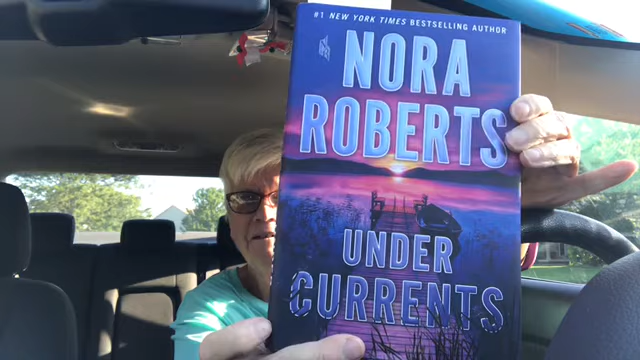 #1 NEW YORK TIMES BESTSELLING AUTHOR
NORA
ROBERTS
UNDER
CURRENTS